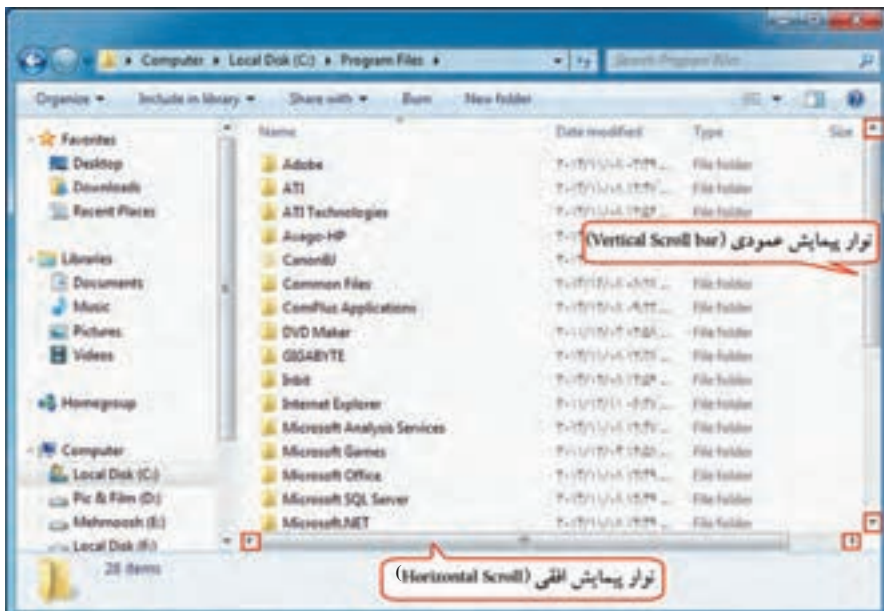 Computer ▸ Local Disk (C:) ▸ Program Files ▸
Search Program Files
Organize Include in library Share with Burn New folder
Name Date modified Type Size
Favorites
Desktop
Downloads
Recent Places
Libraries
Documents
Music
Pictures
Videos
Homegroup
Computer
Local Disk (C:)
Pic & Film (D:)
Mehrnoosh (E:)
Local Disk (F:)
Adobe File folder
ATI File folder
ATI Technologies File folder
Avago-HP
CanonBJ
Common Files File folder
ComPlus Applications File folder
DVD Maker File folder
GIGABYTE File folder
Intel File folder
Internet Explorer File folder
Microsoft Analysis Services File folder
Microsoft Games File folder
Microsoft Office File folder
Microsoft SQL Server File folder
Microsoft.NET File folder
نوار پیمایش عمودی (Vertical Scroll bar)
نوار پیمایش افقی (Horizontal Scroll)
28 items